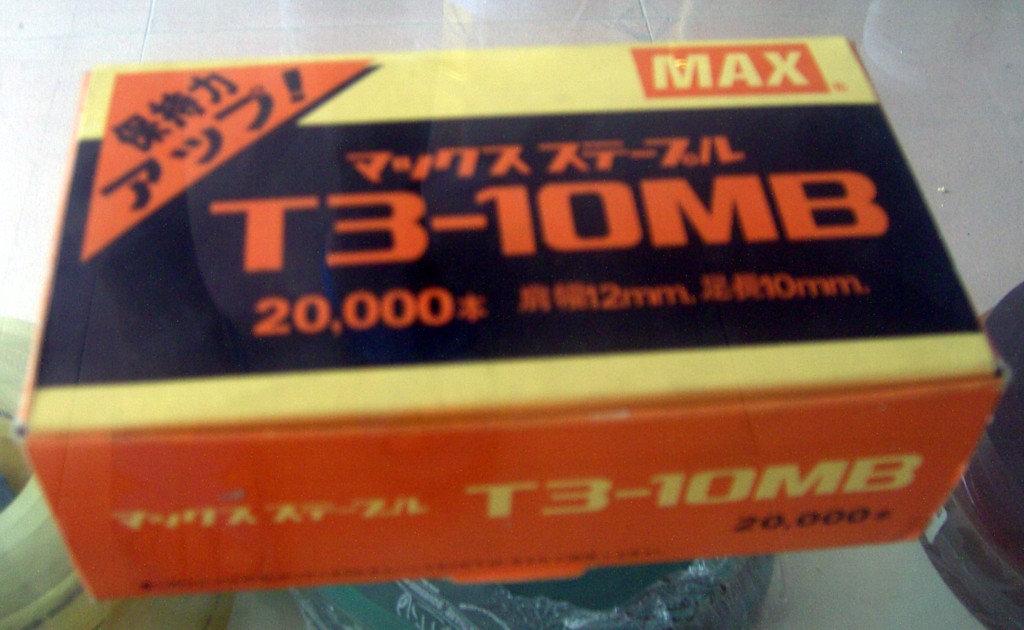 保持力
アップ!
MAX
マックス ステープル
T3-10MB
20,000本 肩幅12mm. 足長10mm.
マックス ステープル T3-10MB
20,000本